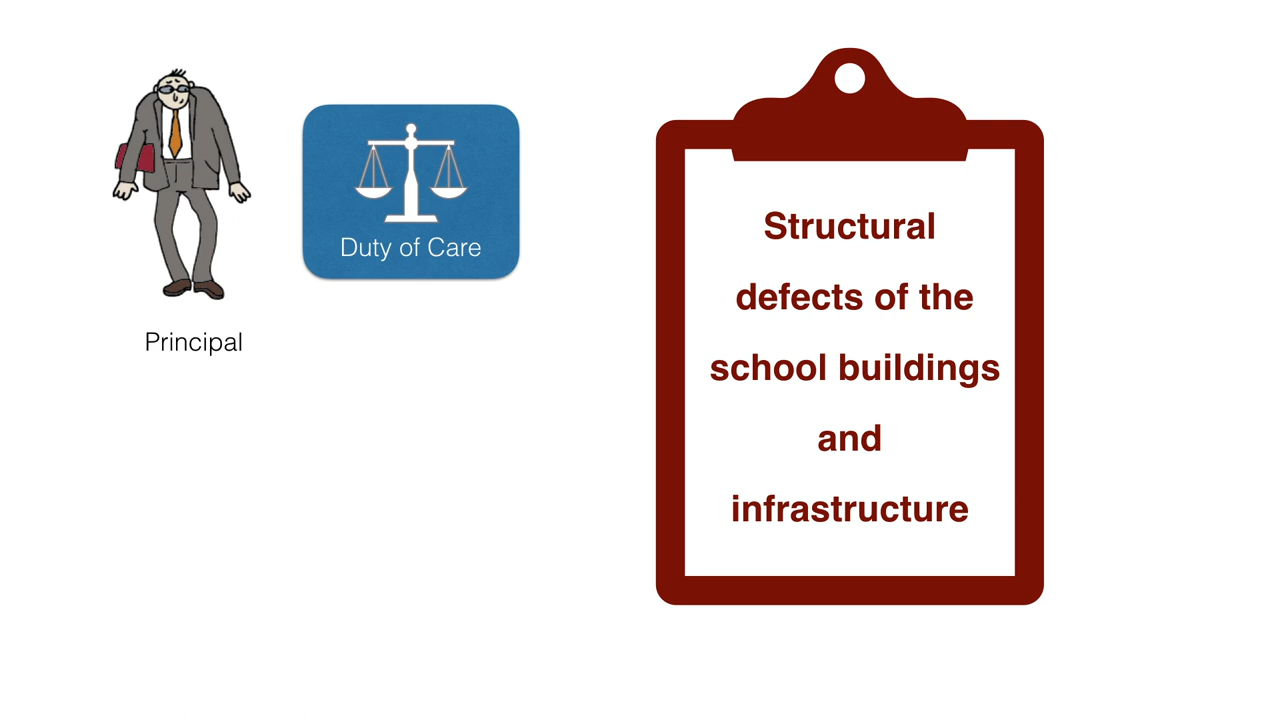 Duty of Care
Principal
Structural
defects of the
school buildings
and
infrastructure